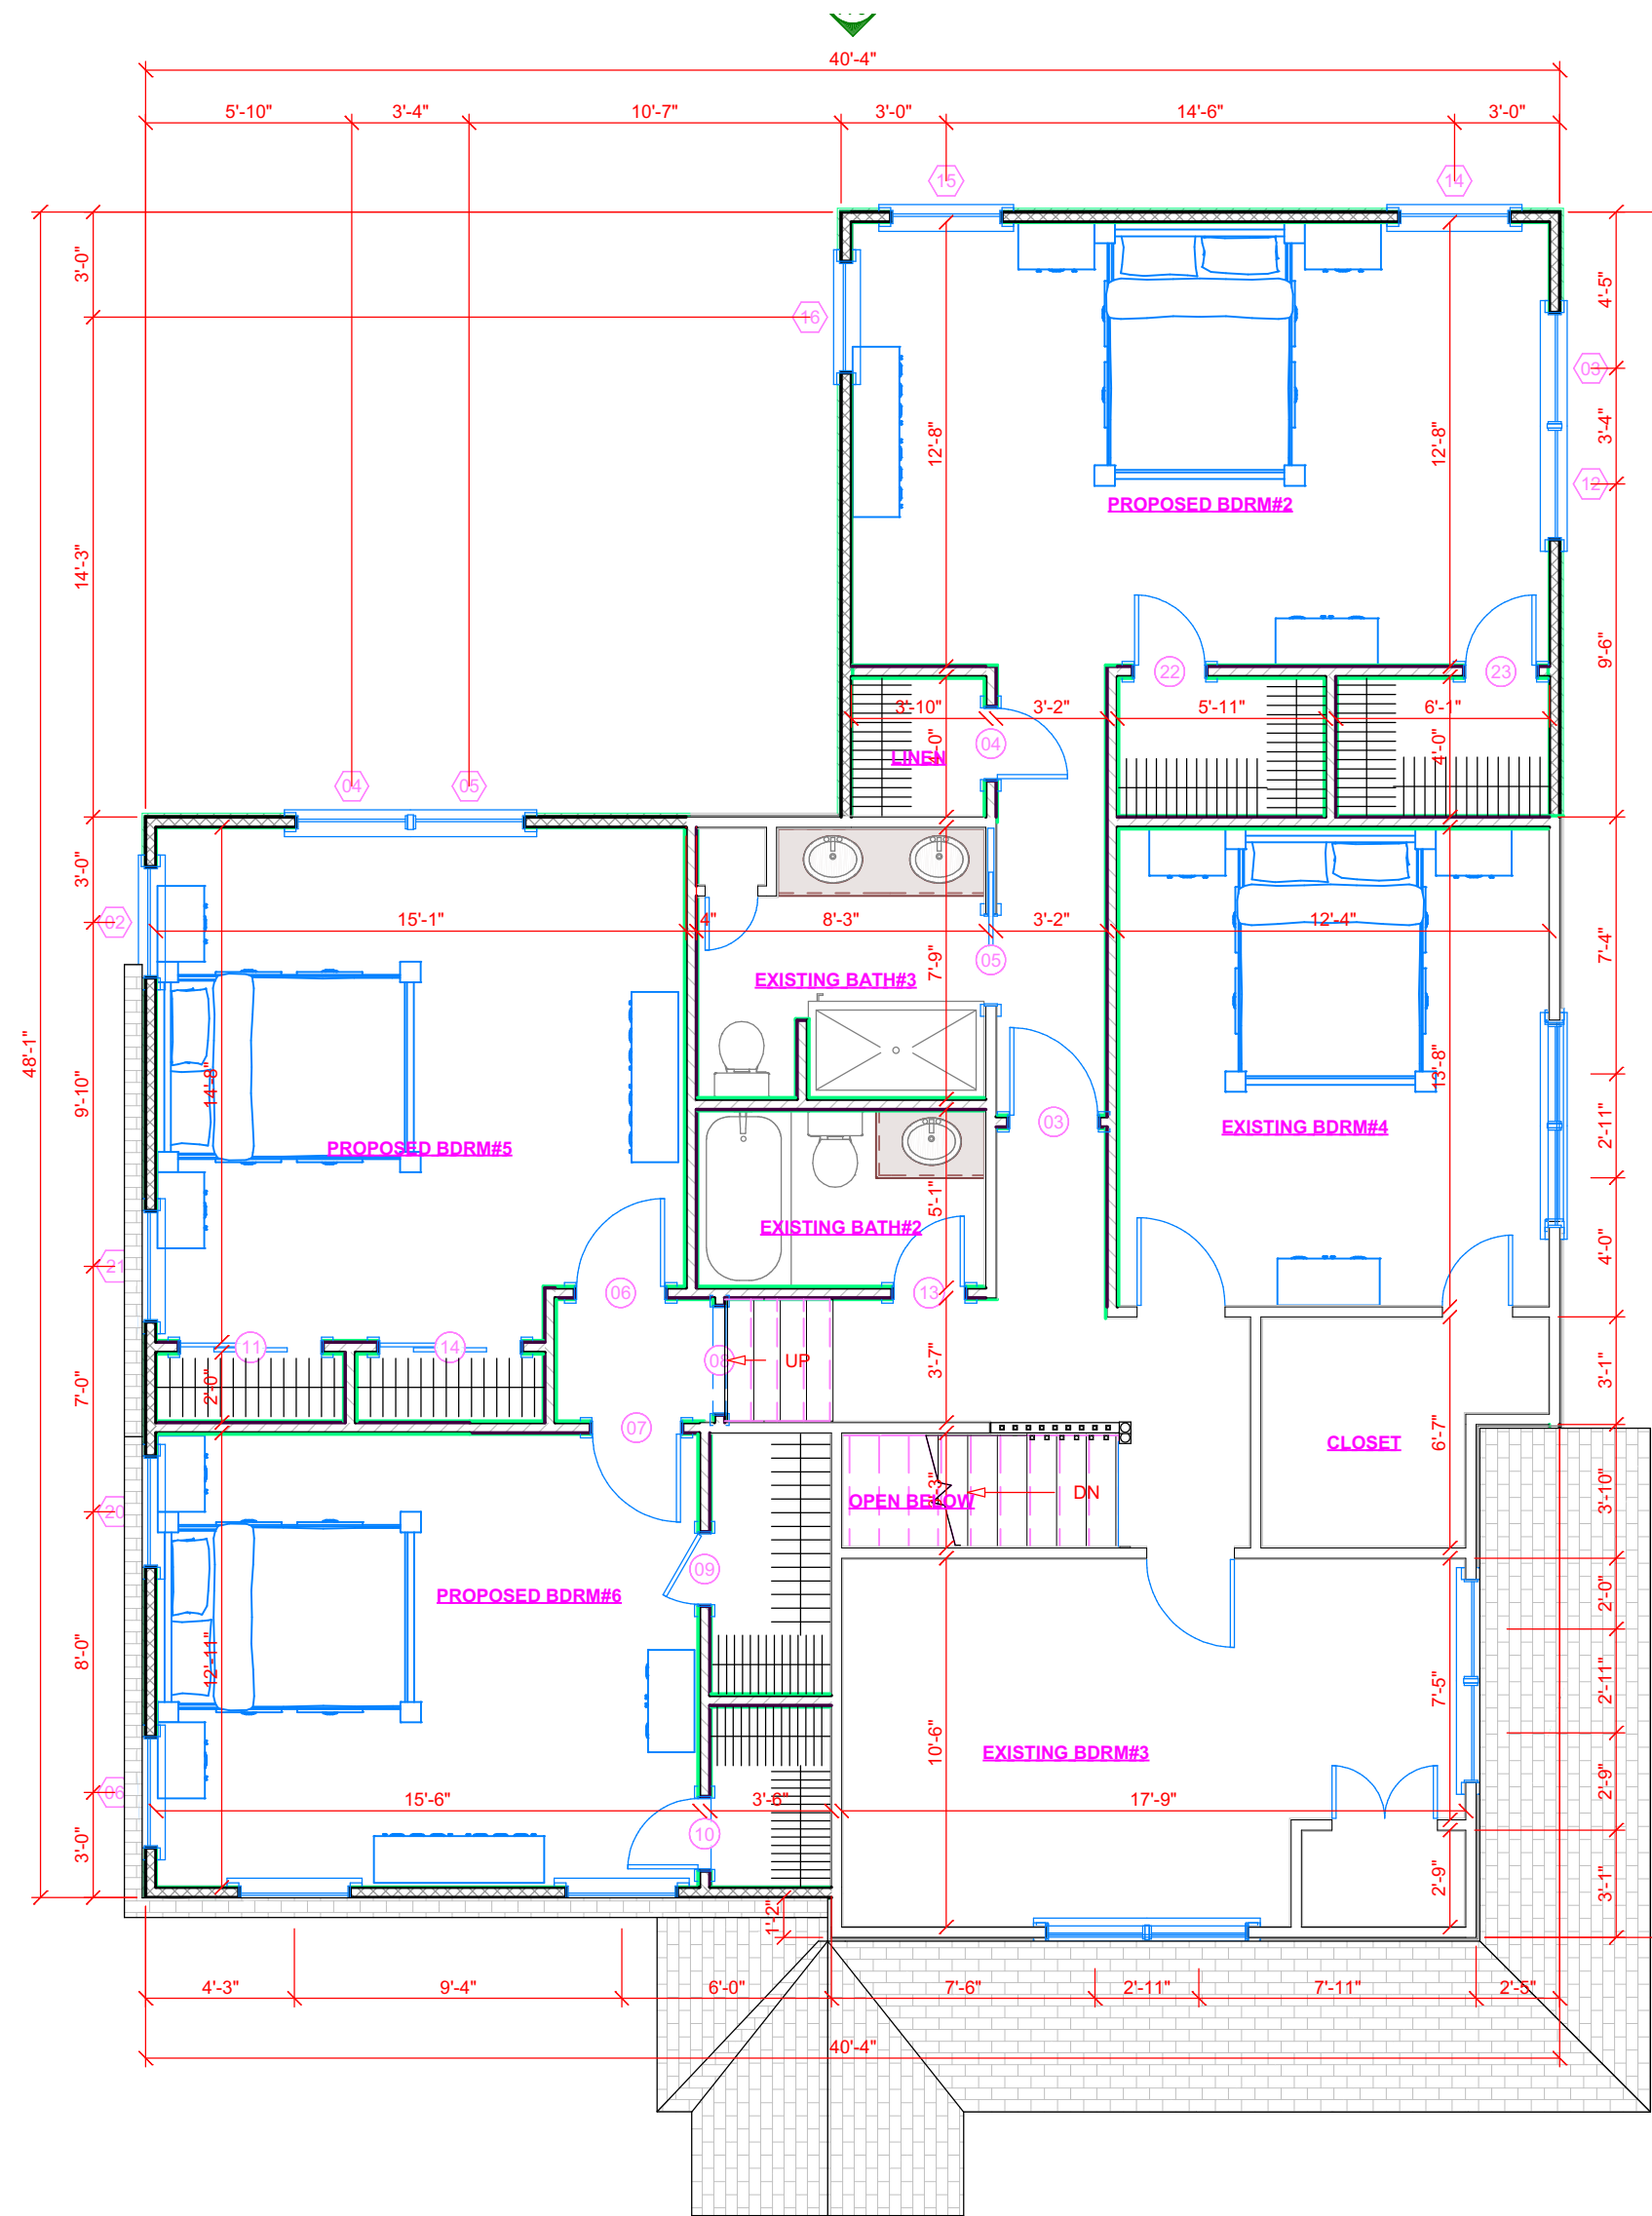 40'-4"
5'-10" 3'-4" 10'-7" 3'-0" 14'-6" 3'-0"
15 14
3'-0" 4'-5"
16 03
12'-8" 12'-8" 3'-4"
12
PROPOSED BDRM#2
14'-3"
9'-6"
22 23
3'-10" 3'-2" 5'-11" 6'-1"
04
4'-0" 4'-0"
LINEN
04 05
3'-0"
02 15'-1" 4" 8'-3" 3'-2" 12'-4"
7'-4"
05
7'-9"
EXISTING BATH#3
48'-1"
9'-10" 14'-8" 13'-8"
03 2'-11"
EXISTING BDRM#4
PROPOSED BDRM#5
5'-1"
EXISTING BATH#2
4'-0"
21
06 13
11 14
08 UP
3'-7" 3'-1"
7'-0" 2'-0"
07
6'-7"
CLOSET
DN
OPEN BELOW
3'-10"
20
09
PROPOSED BDRM#6
2'-0"
8'-0" 12'-11"
7'-5" 2'-11"
10'-6"
EXISTING BDRM#3
06
15'-6" 3'-6" 17'-9"
2'-9"
10
3'-0" 2'-9" 3'-1"
1'-2"
4'-3" 9'-4" 6'-0" 7'-6" 2'-11" 7'-11" 2'-5"
40'-4"